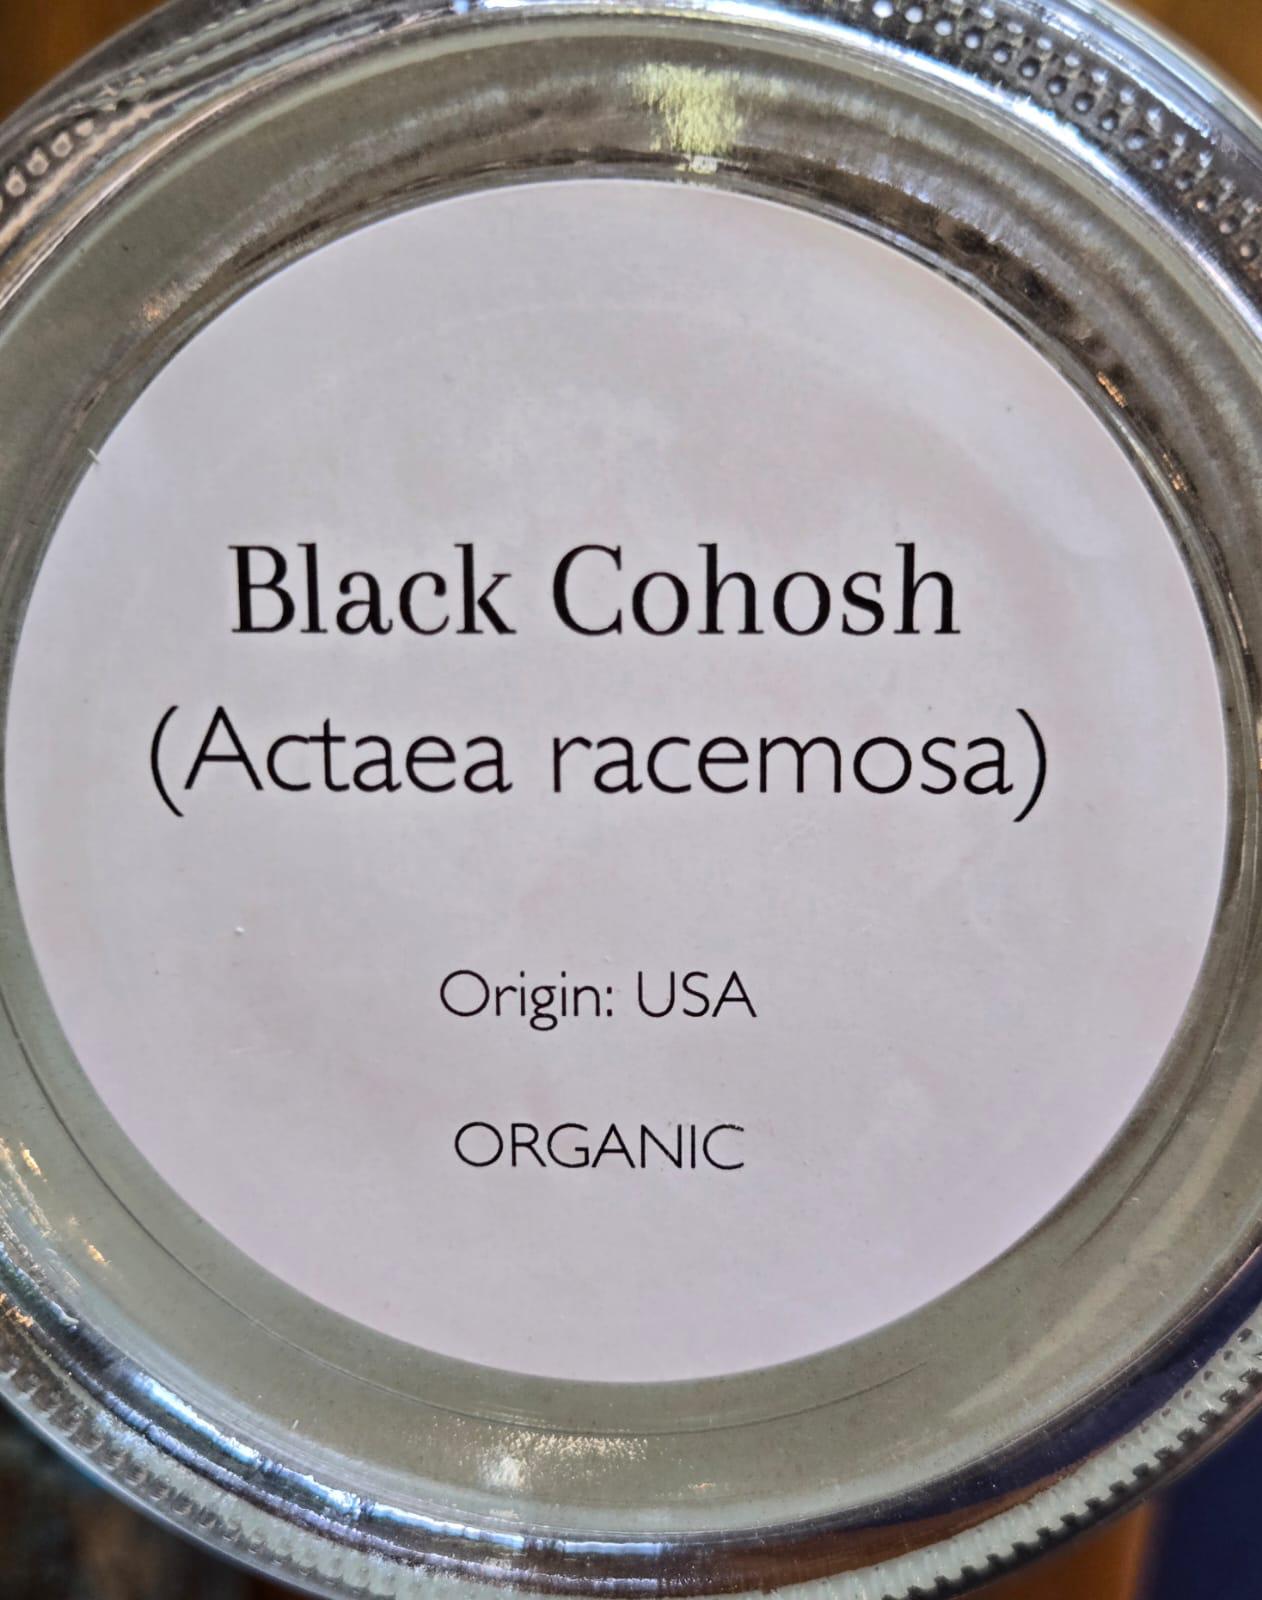 Black Cohosh
(Actaea racemosa)
Origin: USA
ORGANIC